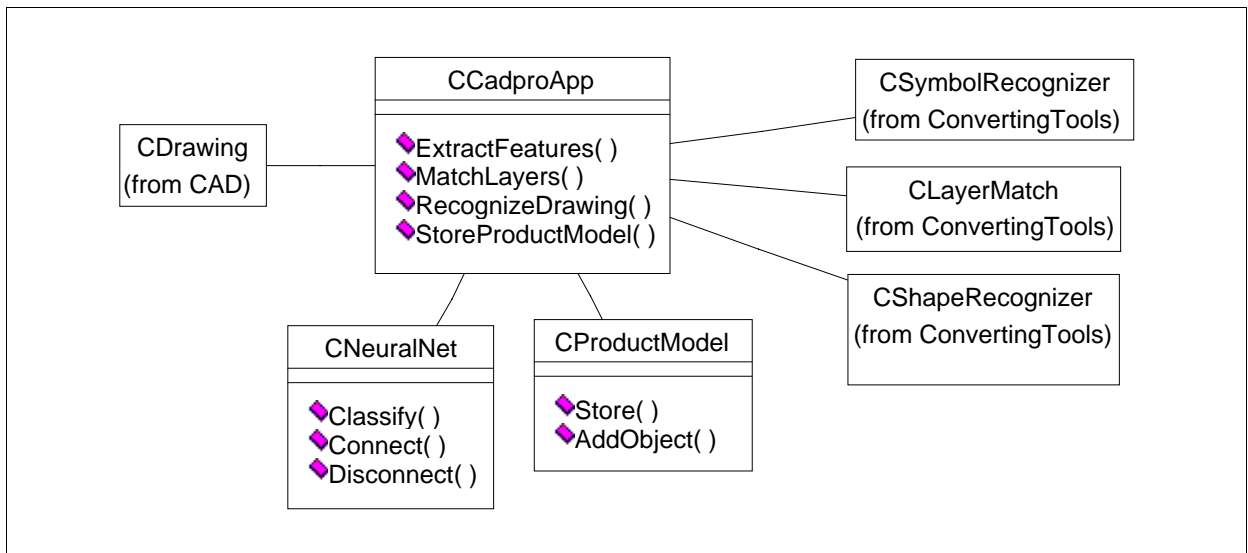 CCadproApp
ExtractFeatures( )
MatchLayers( )
RecognizeDrawing( )
StoreProductModel( )
CDrawing
(from CAD)
CSymbolRecognizer
(from ConvertingTools)
CLayerMatch
(from ConvertingTools)
CShapeRecognizer
(from ConvertingTools)
CNeuralNet
Classify( )
Connect( )
Disconnect( )
CProductModel
Store( )
AddObject( )